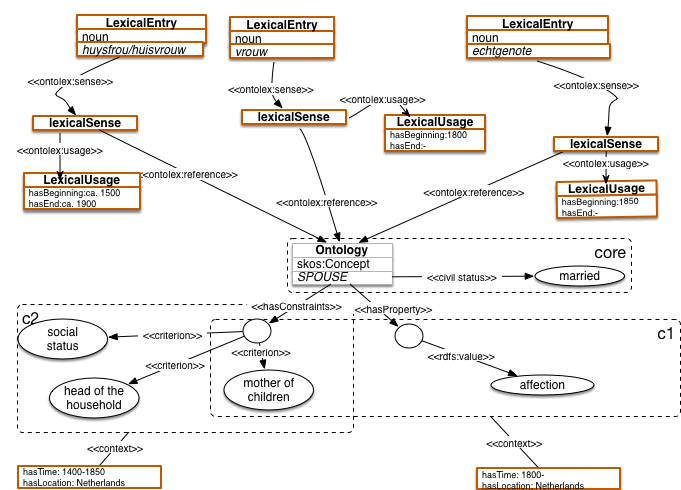 LexicalEntry
noun
huysfrou/huisvrouw
LexicalEntry
noun
vrouw
LexicalEntry
noun
echtgenote
<<ontolex:sense>>
<<ontolex:sense>>
<<ontolex:sense>>
<<ontolex:usage>>
lexicalSense
lexicalSense
LexicalUsage
hasBeginning:1800
hasEnd:-
lexicalSense
<<ontolex:usage>>
<<ontolex:usage>>
LexicalUsage
hasBeginning:ca. 1500
hasEnd:ca. 1900
<<ontolex:reference>>
<<ontolex:reference>>
<<ontolex:reference>>
LexicalUsage
hasBeginning:1850
hasEnd:-
Ontology
skos:Concept
SPOUSE
core
<<civil status>>
married
<<hasConstraints>>
<<hasProperty>>
c2
c1
social
status
<<criterion>>
<<criterion>>
<<criterion>>
<<rdfs:value>>
head of the
household
mother of
children
affection
<<context>>
<<context>>
hasTime: 1400-1850
hasLocation: Netherlands
hasTime: 1800-
hasLocation: Netherlands